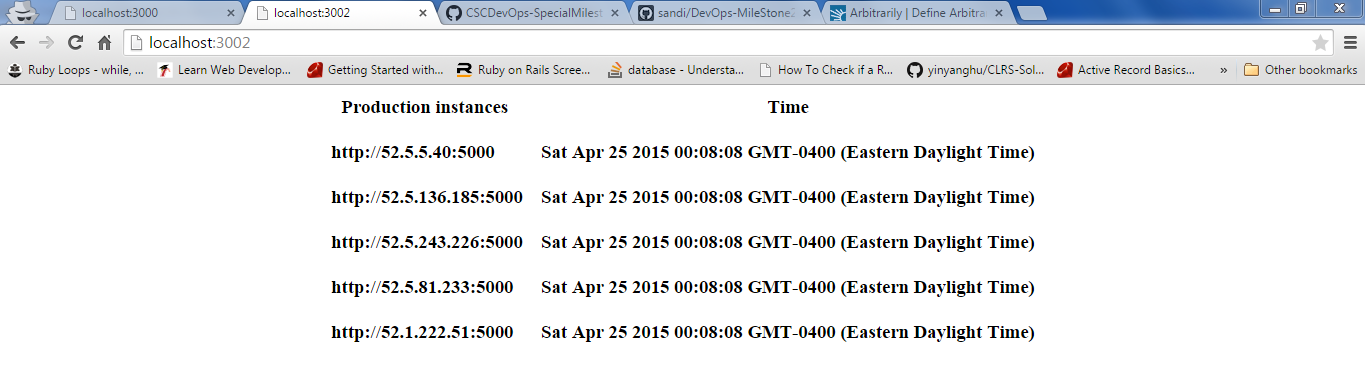 localhost:3000 localhost:3002 CSCDevOps-SpecialMilest sandi/DevOps-MileStone2 Arbitrarily | Define Arbitra
localhost:3002
Ruby Loops - while, ... Learn Web Develop... Getting Started with... Ruby on Rails Scree... database - Understa... How To Check if a R... yinyanghu/CLRS-Sol... Active Record Basics... » Other bookmarks
Production instances Time
http://52.5.5.40:5000 Sat Apr 25 2015 00:08:08 GMT-0400 (Eastern Daylight Time)
http://52.5.136.185:5000 Sat Apr 25 2015 00:08:08 GMT-0400 (Eastern Daylight Time)
http://52.5.243.226:5000 Sat Apr 25 2015 00:08:08 GMT-0400 (Eastern Daylight Time)
http://52.5.81.233:5000 Sat Apr 25 2015 00:08:08 GMT-0400 (Eastern Daylight Time)
http://52.1.222.51:5000 Sat Apr 25 2015 00:08:08 GMT-0400 (Eastern Daylight Time)